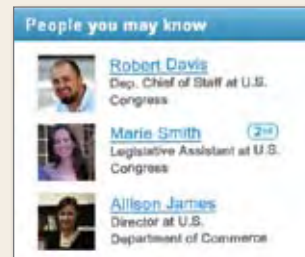 People you may know
Robert Davis
Dep. Chief of Staff at U.S.
Congress
Marie Smith 2nd
Legislative Assistant at U.S.
Congress
Allison James
Director at U.S.
Department of Commerce